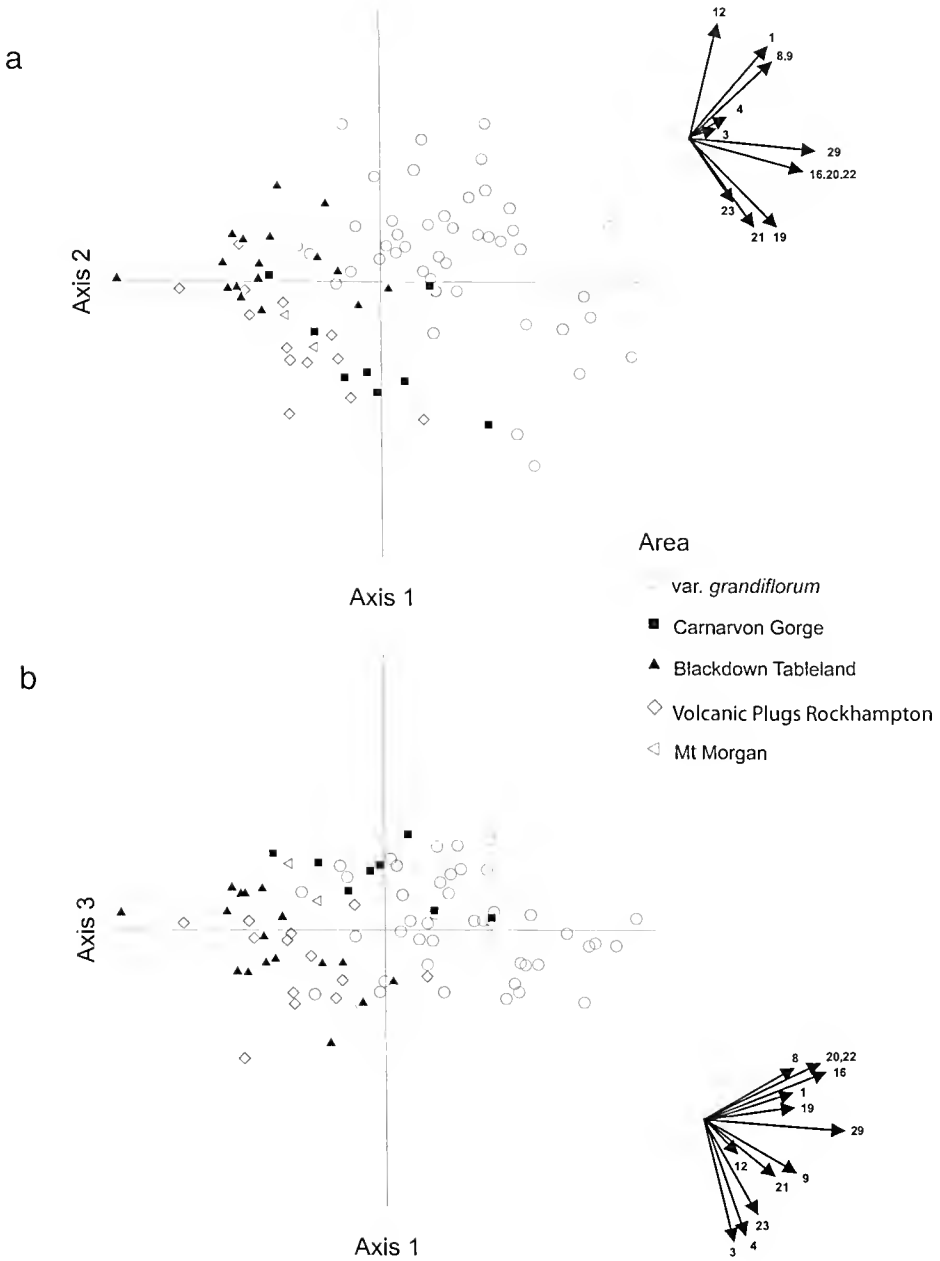 a
12
1
8,9
4
3
29
16,20,22
23
21 19
Axis 2
Axis 1
Area
var. grandiflorum
Carnarvon Gorge
Blackdown Tableland
Volcanic Plugs Rockhampton
Mt Morgan
b
Axis 3
8
20,22
16
1
19
29
12
9
21
23
3 4
Axis 1